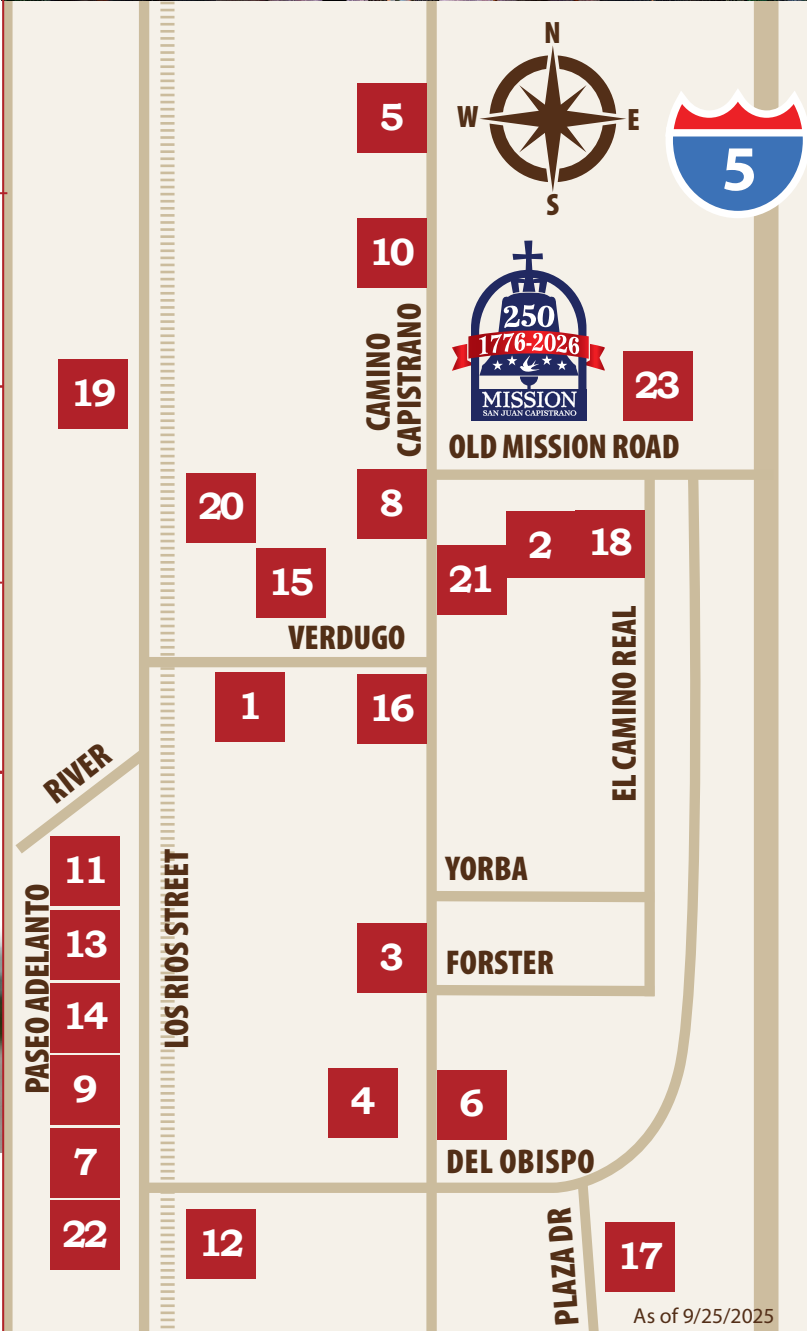 N
5
W
E
5
S
10
250
1776-2026
MISSION
SAN JUAN CAPISTRANO
CAMINO
CAPISTRANO
19
23
OLD MISSION ROAD
20
8
2
18
15
21
VERDUGO
EL CAMINO REAL
1
16
RIVER
11
YORBA
PASEO ADELANTO
LOS RIOS STREET
13
3
FORSTER
14
9
4
6
7
DEL OBISPO
22
12
PLAZA DR
17
As of 9/25/2025